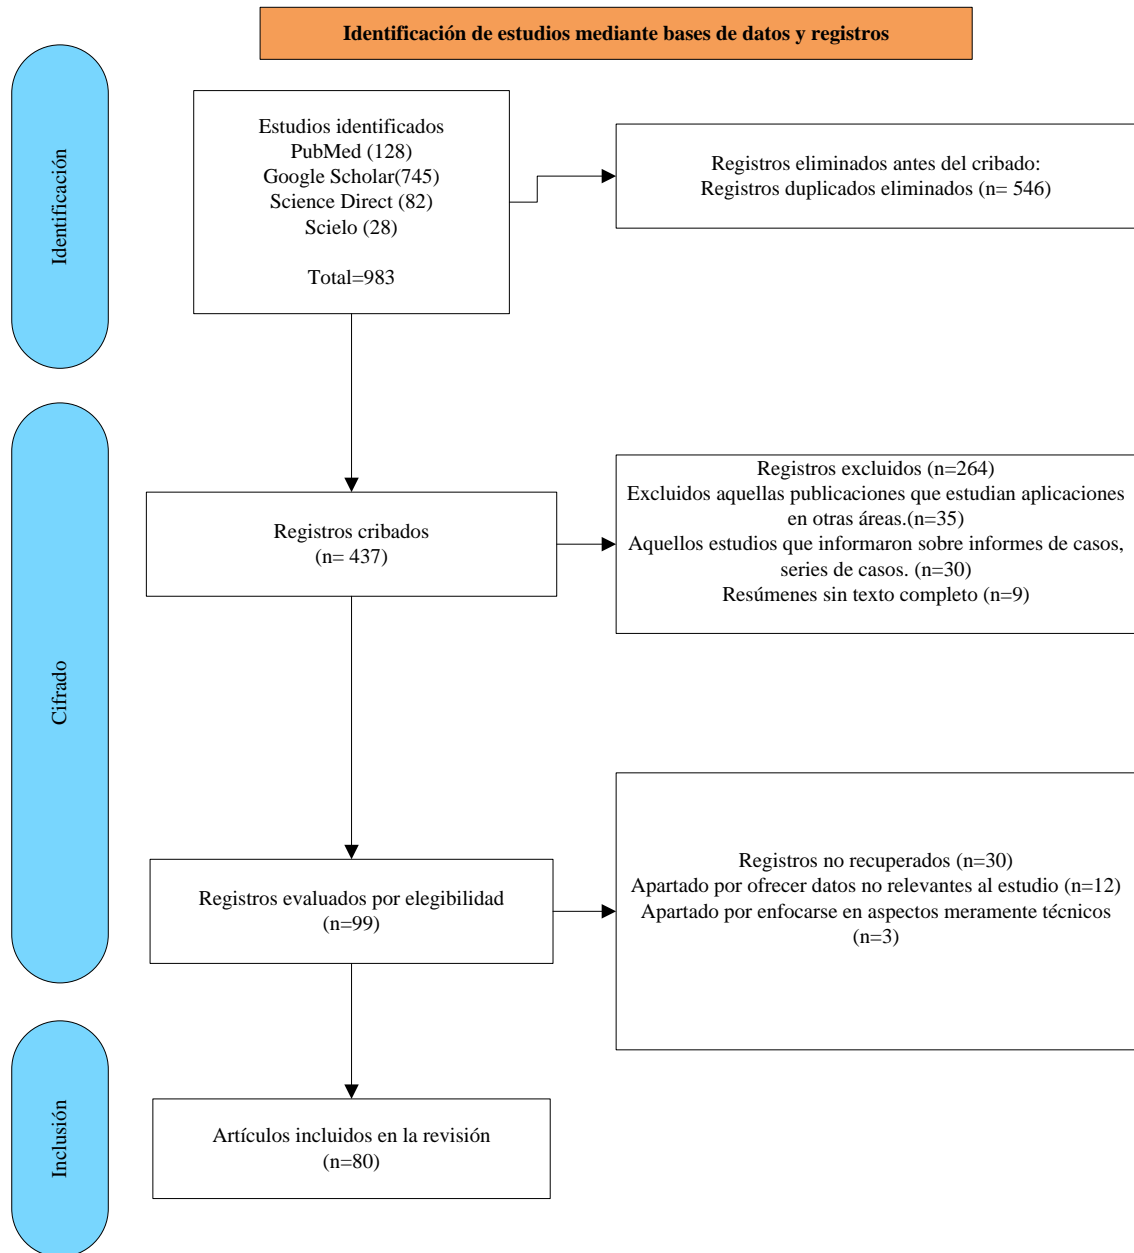 Identificación de estudios mediante bases de datos y registros
Identificación
Estudios identificados
PubMed (128)
Google Scholar(745)
Science Direct (82)
Scielo (28)
Total=983
Registros eliminados antes del cribado:
Registros duplicados eliminados (n= 546)
Cifrado
Registros cribados
(n= 437)
Registros excluidos (n=264)
Excluidos aquellas publicaciones que estudian aplicaciones
en otras áreas.(n=35)
Aquellos estudios que informaron sobre informes de casos,
series de casos. (n=30)
Resúmenes sin texto completo (n=9)
Registros evaluados por elegibilidad
(n=99)
Registros no recuperados (n=30)
Apartado por ofrecer datos no relevantes al estudio (n=12)
Apartado por enfocarse en aspectos meramente técnicos
(n=3)
Inclusión
Artículos incluidos en la revisión
(n=80)